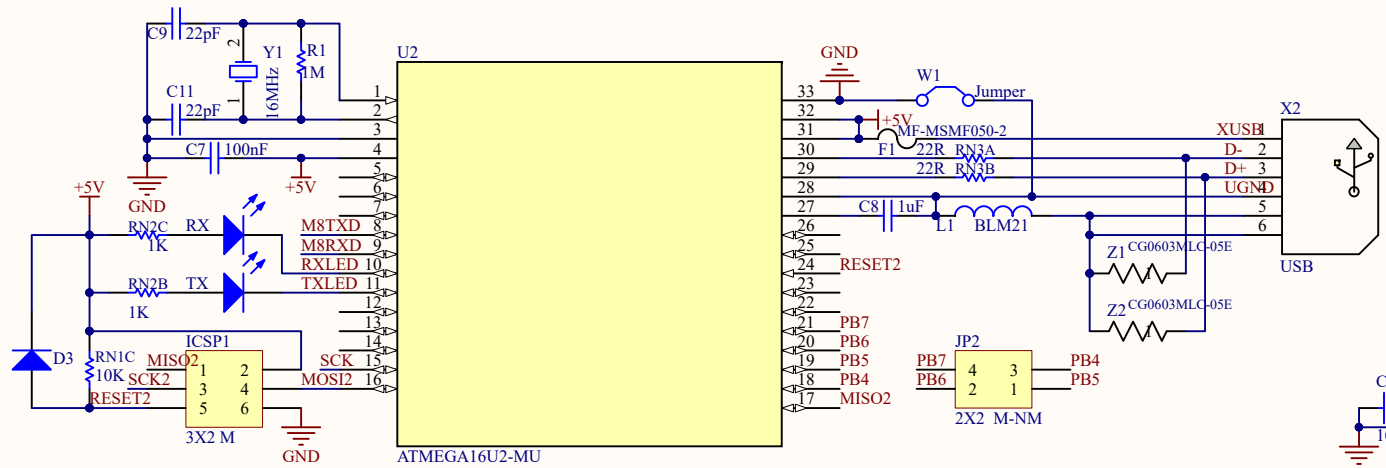 C9 22pF
2
Y1
R1
1M
1
16MHz
C11
22pF
C7 100nF
GND
+5V
+5V
RN2C
1K
RX
RN2B
1K
TX
M8TXD
M8RXD
RXLED
TXLED
D3
RN1C
10K
ICSP1
MISO2
SCK2
RESET2
1 2
3 4
5 6
3X2 M
SCK
MOSI2
GND
U2
1
2
3
4
5
6
7
8
9
10
11
12
13
14
15
16
33
32
31
30
29
28
27
26
25
24
23
22
21
20
19
18
17
ATMEGA16U2-MU
RESET2
PB7
PB6
PB5
PB4
MISO2
GND
W1
Jumper
+5V
MF-MSMF050-2
F1
22R RN3A
22R RN3B
C8 1uF
L1 BLM21
Z1 CG0603MLC-05E
1
Z2 CG0603MLC-05E
1
XUSB
D-
D+
UGND
X2
1
2
3
4
5
6
USB
JP2
PB7 4 3 PB4
PB6 2 1 PB5
2X2 M-NM